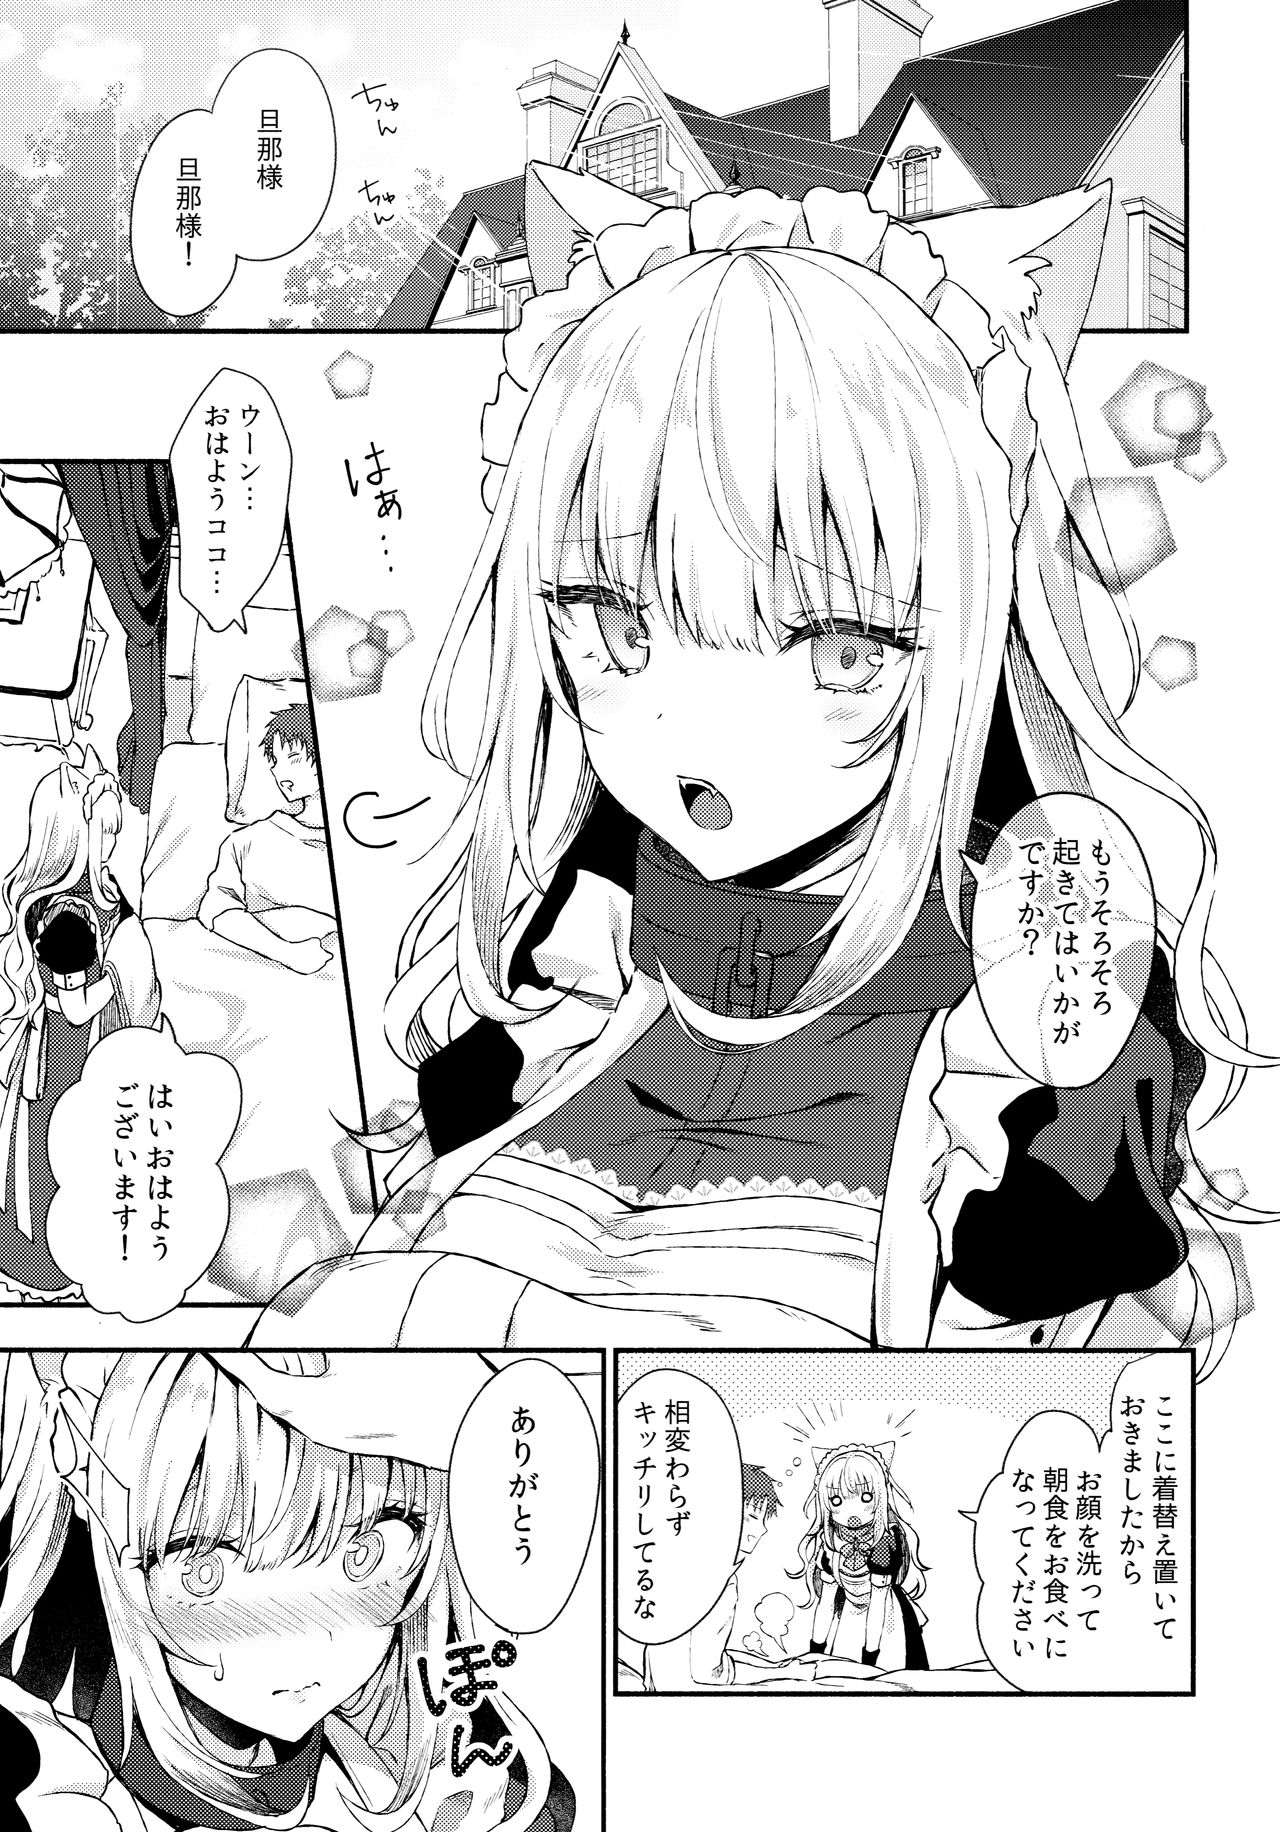 ちゅん
ちゅん
旦那様
旦那様！
もうそろそろ
起きてはいかが
ですか？
はぁ…
ウーン…
おはようココ…
はいおはよう
ございます！
ここに着替え置いて
おきましたから
お顔を洗って
朝食をお食べに
なってください
相変わらず
キッチリしてるな
ありがとう
ぽん